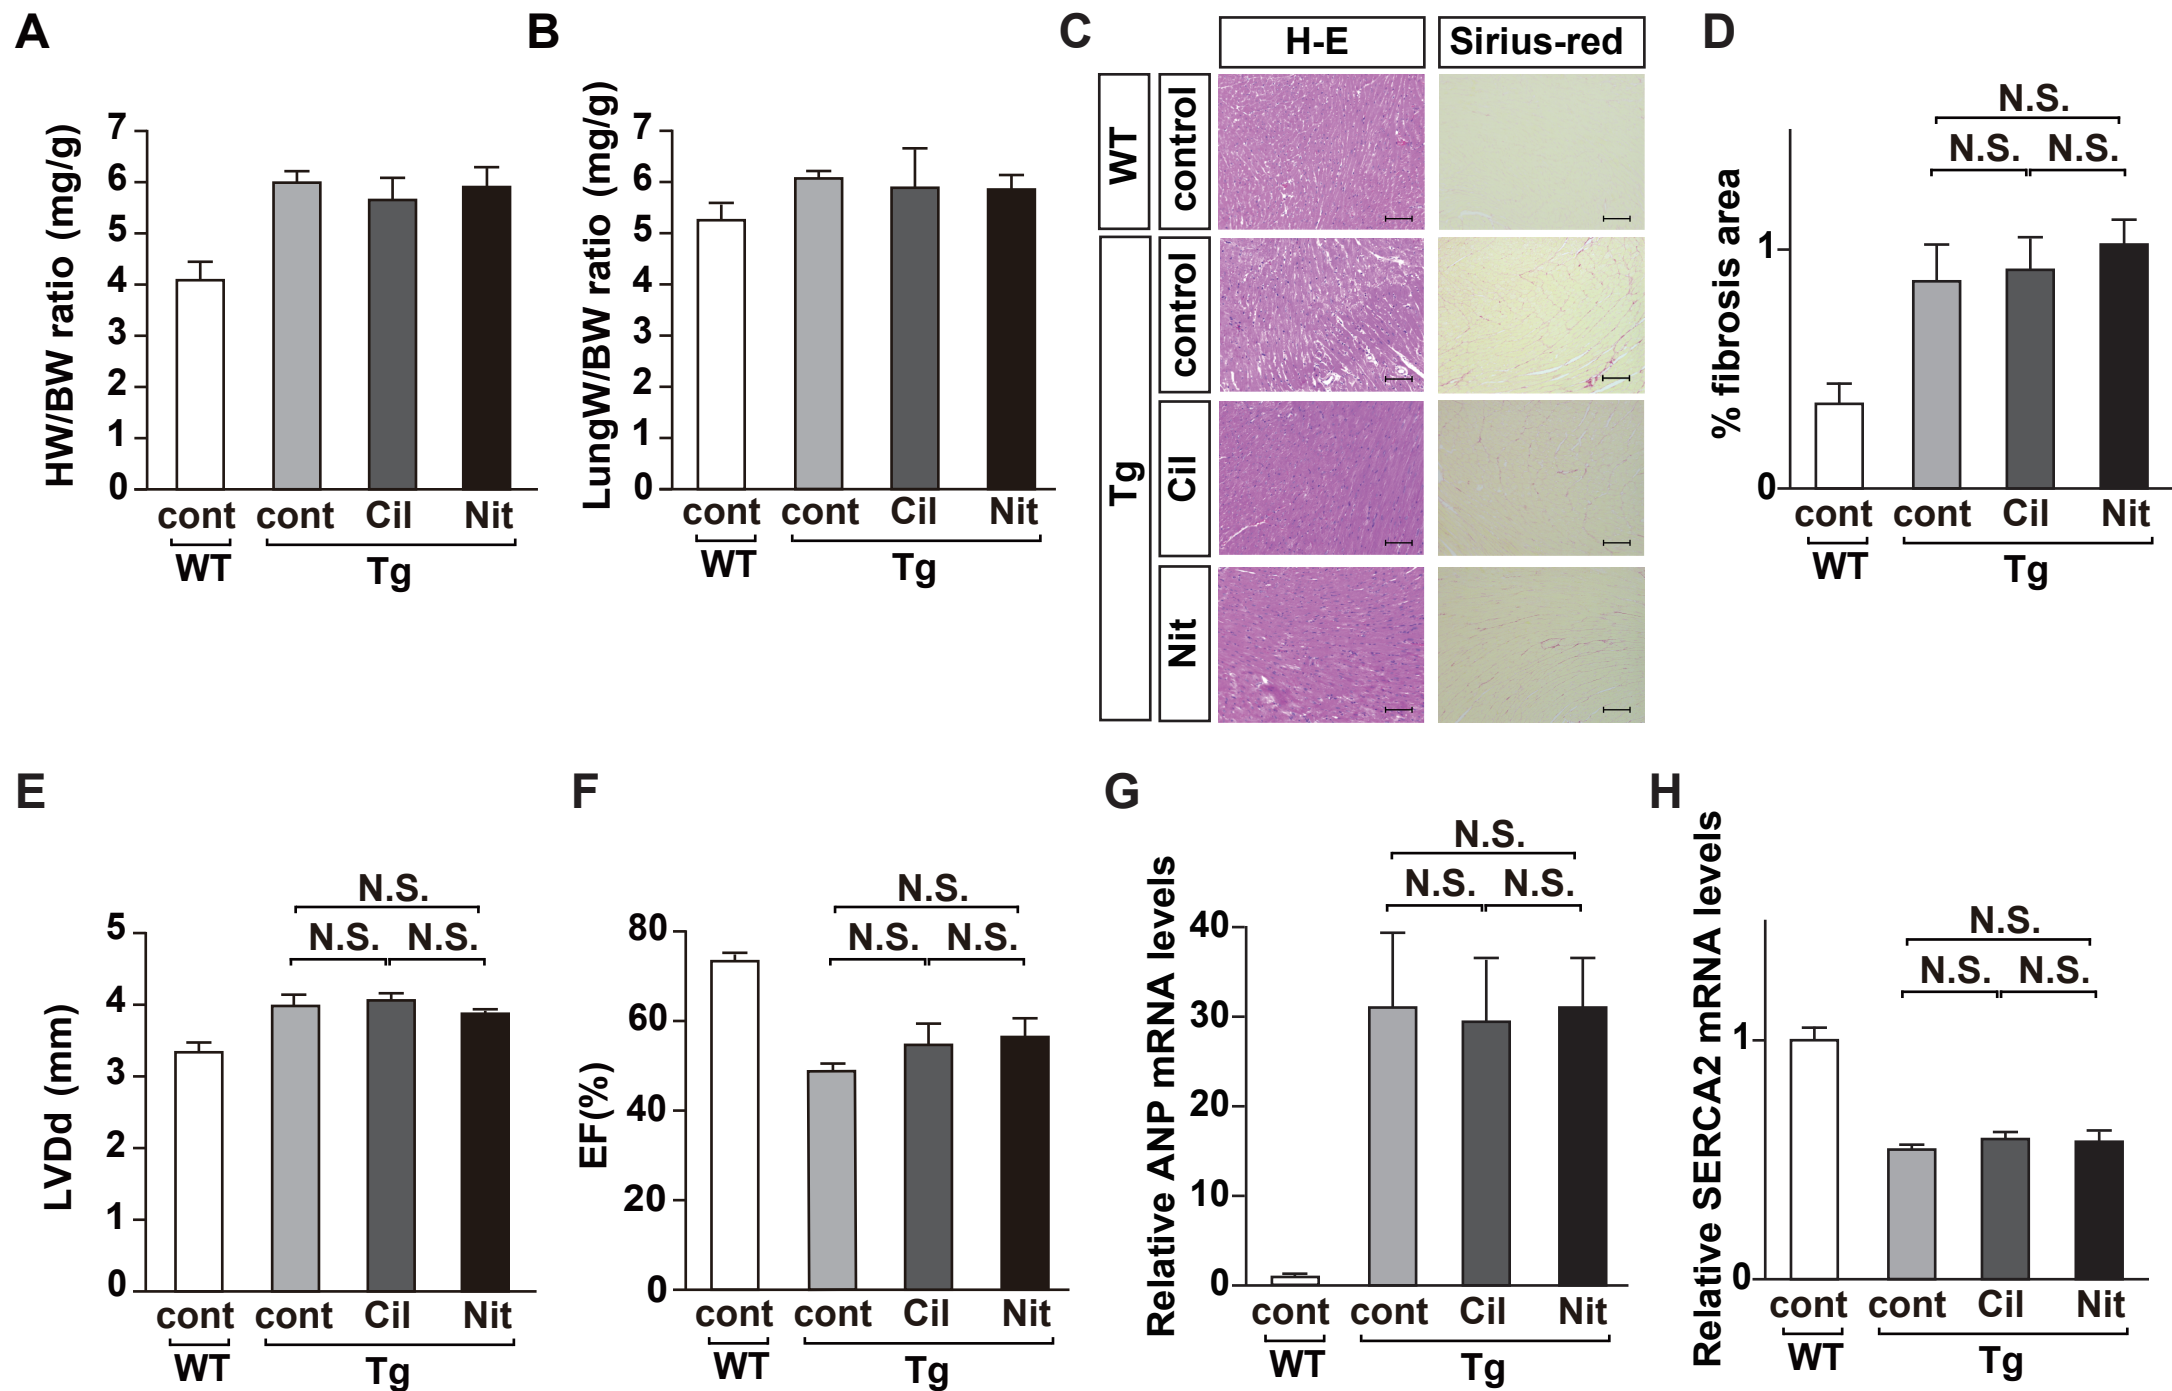 A
HW/BW ratio (mg/g)
7
6
5
4
3
2
1
0
cont cont Cil Nit
WT Tg
B
LungW/BW ratio (mg/g)
7
6
5
4
3
2
1
0
cont cont Cil Nit
WT Tg
C
H-E Sirius-red
WT control
Tg control
Cil
Nit
D
% fibrosis area
N.S.
N.S. N.S.
1
0
cont cont Cil Nit
WT Tg
E
LVDd (mm)
N.S.
N.S. N.S.
5
4
3
2
1
0
cont cont Cil Nit
WT Tg
F
EF(%)
N.S.
N.S. N.S.
80
60
40
20
0
cont cont Cil Nit
WT Tg
G
Relative ANP mRNA levels
N.S.
N.S. N.S.
40
30
20
10
0
cont cont Cil Nit
WT Tg
H
Relative SERCA2 mRNA levels
N.S.
N.S. N.S.
1
0
cont cont Cil Nit
WT Tg